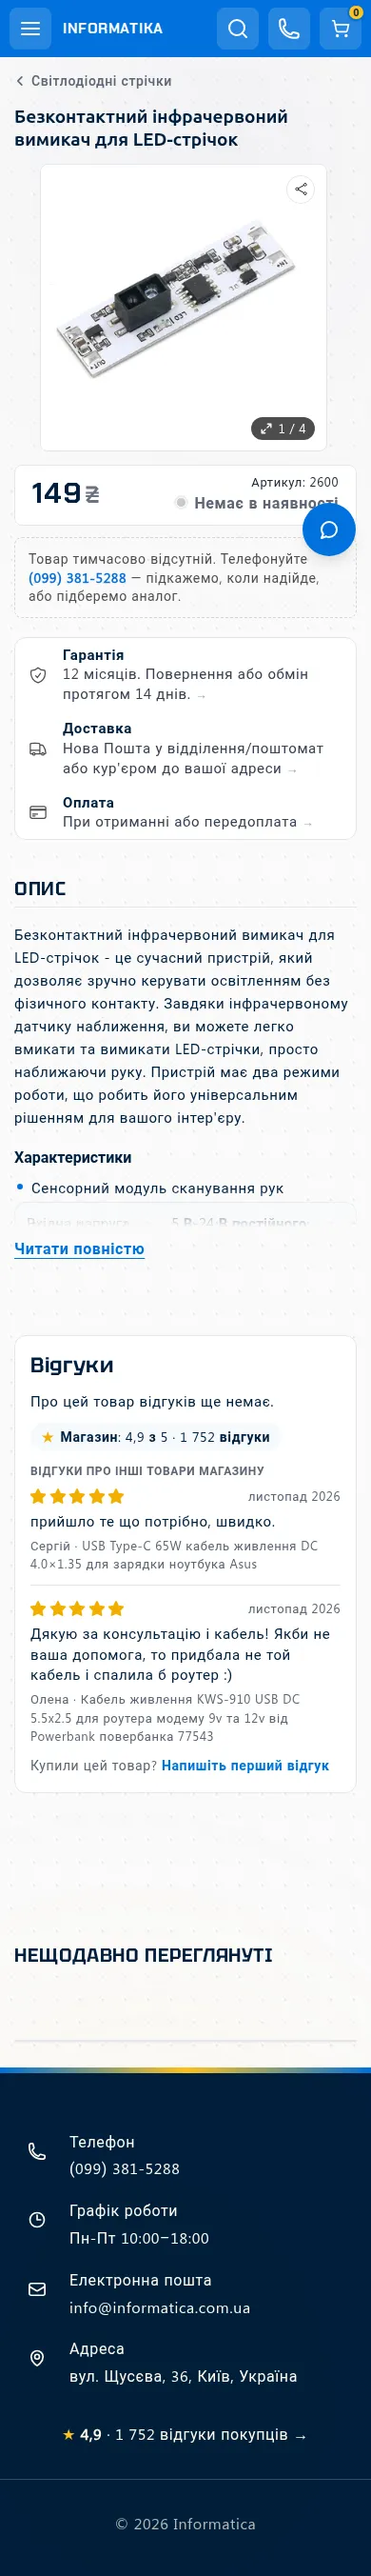 INFORMATIKA
0
Світлодіодні стрічки
Безконтактний інфрачервоний
вимикач для LED-стрічок
1 / 4
149 ₴
Артикул: 2600
Немає в наявності
Товар тимчасово відсутній. Телефонуйте
(099) 381-5288 — підкажемо, коли надійде,
або підберемо аналог.
Гарантія
12 місяців. Повернення або обмін
протягом 14 днів. →
Доставка
Нова Пошта у відділення/поштомат
або кур'єром до вашої адреси →
Оплата
При отриманні або передоплата →
ОПИС
Безконтактний інфрачервоний вимикач для
LED-стрічок - це сучасний пристрій, який
дозволяє зручно керувати освітленням без
фізичного контакту. Завдяки інфрачервоному
датчику наближення, ви можете легко
вмикати та вимикати LED-стрічки, просто
наближаючи руку. Пристрій має два режими
роботи, що робить його універсальним
рішенням для вашого інтер'єру.
Характеристики
Сенсорний модуль сканування рук
Вхідна напруга 5 В-24 В постійного
Читати повністю
Відгуки
Про цей товар відгуків ще немає.
★ Магазин: 4,9 з 5 · 1 752 відгуки
ВІДГУКИ ПРО ІНШІ ТОВАРИ МАГАЗИНУ
листопад 2026
прийшло те що потрібно, швидко.
Сергій · USB Type-C 65W кабель живлення DC
4.0×1.35 для зарядки ноутбука Asus
листопад 2026
Дякую за консультацію і кабель! Якби не
ваша допомога, то придбала не той
кабель і спалила б роутер :)
Олена · Кабель живлення KWS-910 USB DC
5.5x2.5 для роутера модему 9v та 12v від
Powerbank повербанка 77543
Купили цей товар? Напишіть перший відгук
НЕЩОДАВНО ПЕРЕГЛЯНУТІ
Телефон
(099) 381-5288
Графік роботи
Пн-Пт 10:00–18:00
Електронна пошта
info@informatica.com.ua
Адреса
вул. Щусєва, 36, Київ, Україна
★ 4,9 · 1 752 відгуки покупців →
© 2026 Informatica